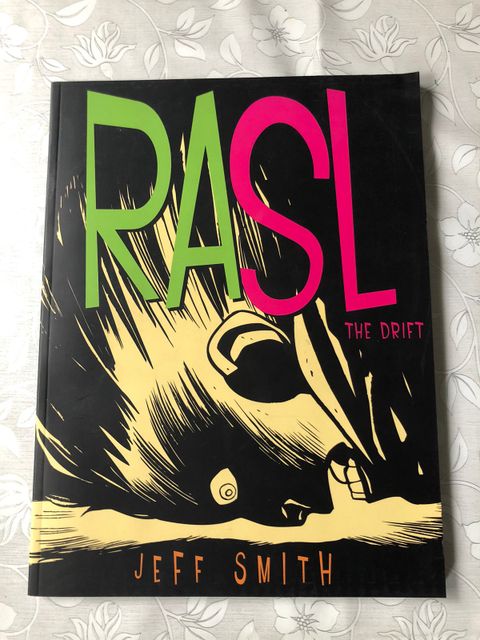 RASL
THE DRIFT
JEFF SMITH